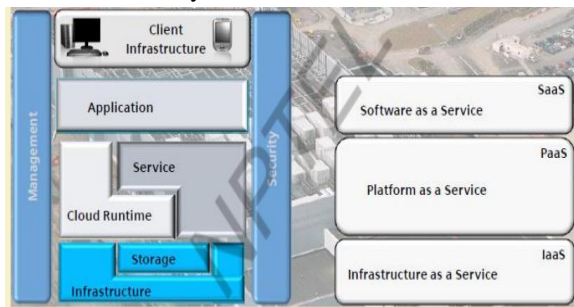 Client
Infrastructure
Management
Security
Application
Service
Cloud Runtime
Storage
Infrastructure
SaaS
Software as a Service
PaaS
Platform as a Service
IaaS
Infrastructure as a Service
NPTEL